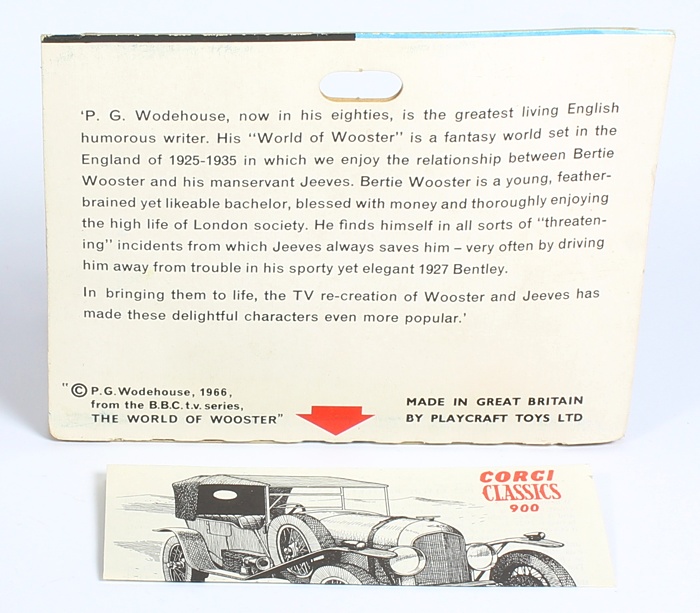 'P. G. Wodehouse, now in his eighties, is the greatest living English
humorous writer. His "World of Wooster" is a fantasy world set in the
England of 1925-1935 in which we enjoy the relationship between Bertie
Wooster and his manservant Jeeves. Bertie Wooster is a young, feather-
brained yet likeable bachelor, blessed with money and thoroughly enjoying
the high life of London society. He finds himself in all sorts of "threaten-
ing" incidents from which Jeeves always saves him – very often by driving
him away from trouble in his sporty yet elegant 1927 Bentley.
In bringing them to life, the TV re-creation of Wooster and Jeeves has
made these delightful characters even more popular.'
"© P.G.Wodehouse, 1966,
from the B.B.C. t.v. series,
THE WORLD OF WOOSTER"
MADE IN GREAT BRITAIN
BY PLAYCRAFT TOYS LTD
CORGI
CLASSICS
900